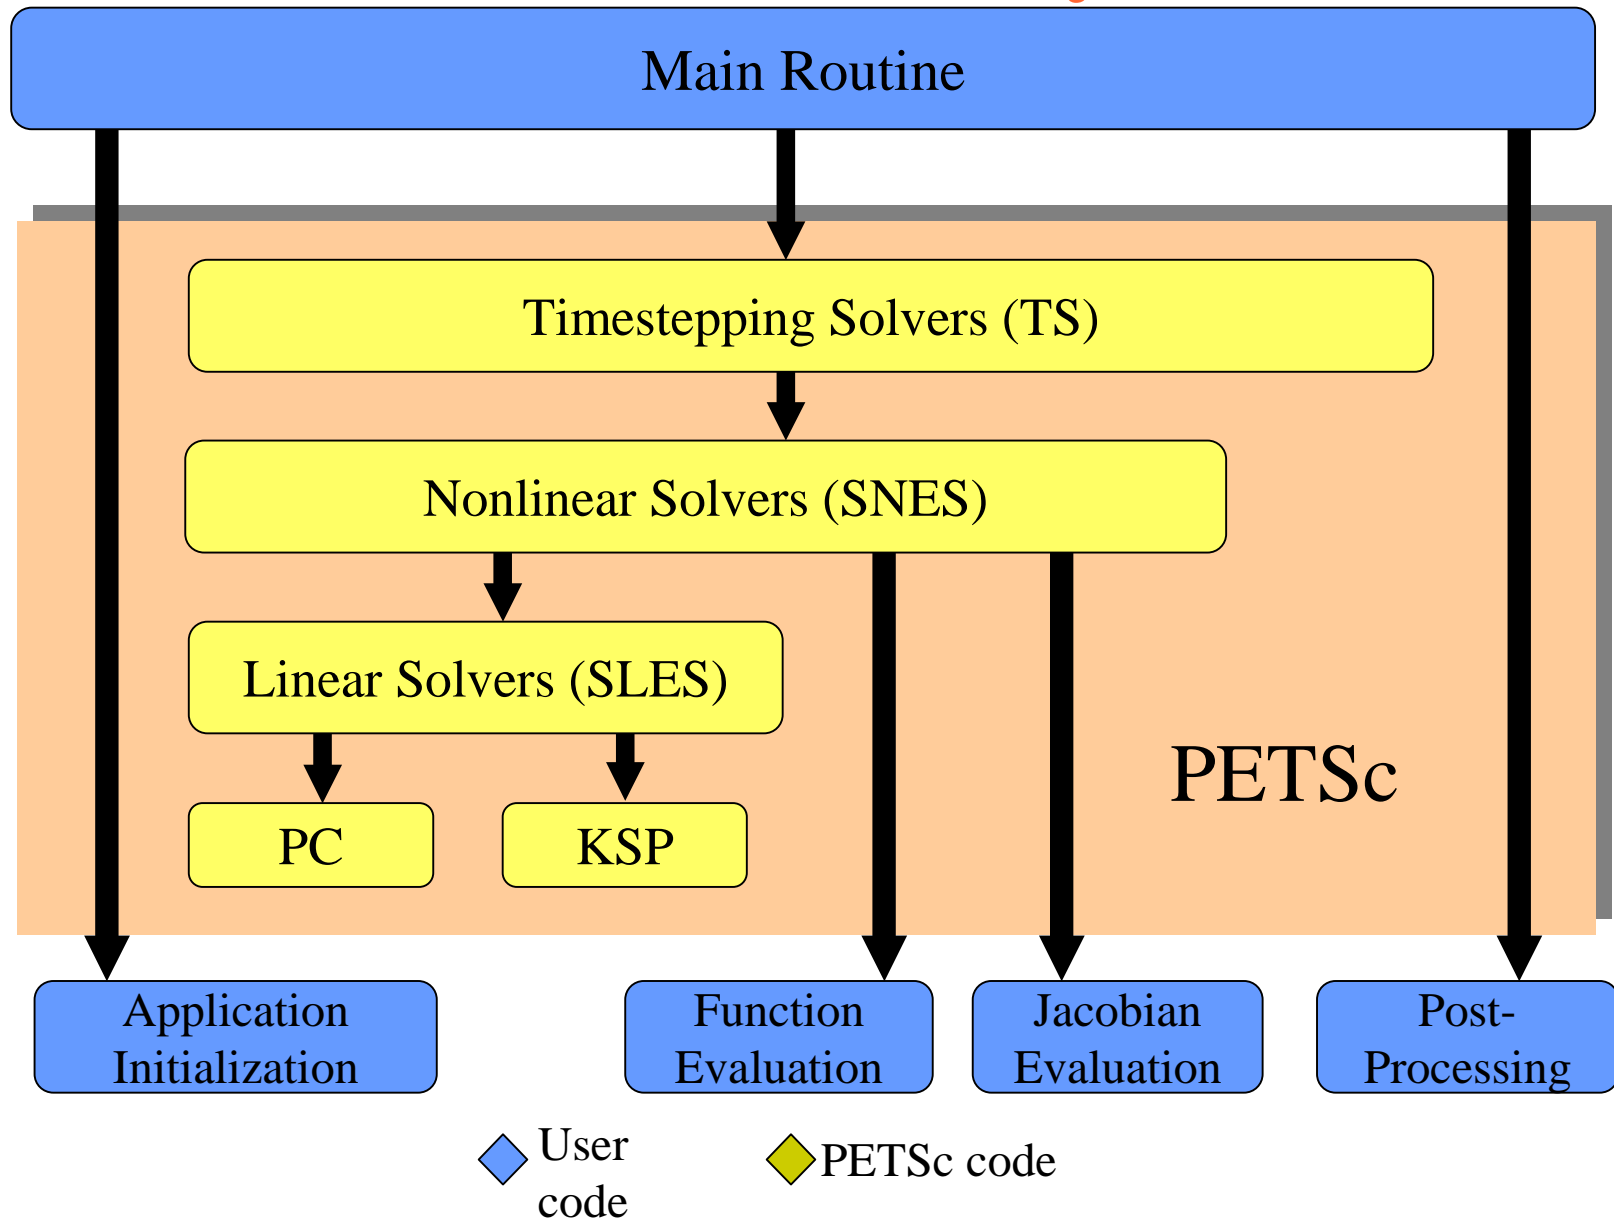 Main Routine
Timestepping Solvers (TS)
Nonlinear Solvers (SNES)
Linear Solvers (SLES)
PETSc
PC
KSP
Application
Initialization
Function
Evaluation
Jacobian
Evaluation
Post-
Processing
User
code
PETSc code